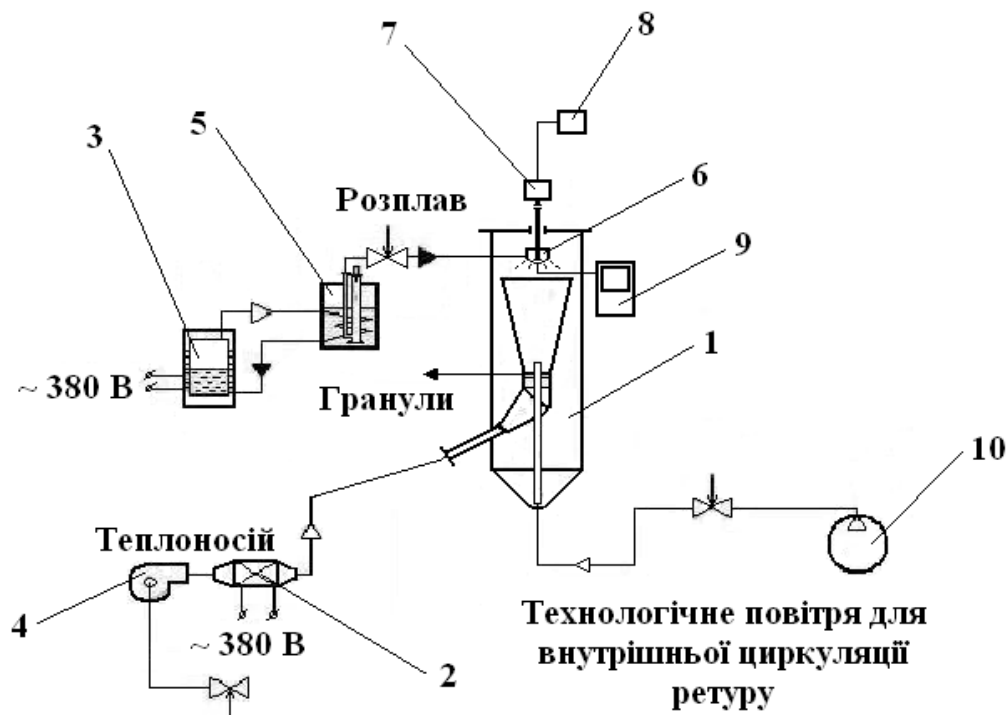 8
7
5
3
6
Розплав
9
1
~ 380 В
Гранули
10
Теплоносій
4
~ 380 В
2
Технологічне повітря для
внутрішньої циркуляції
ретуру